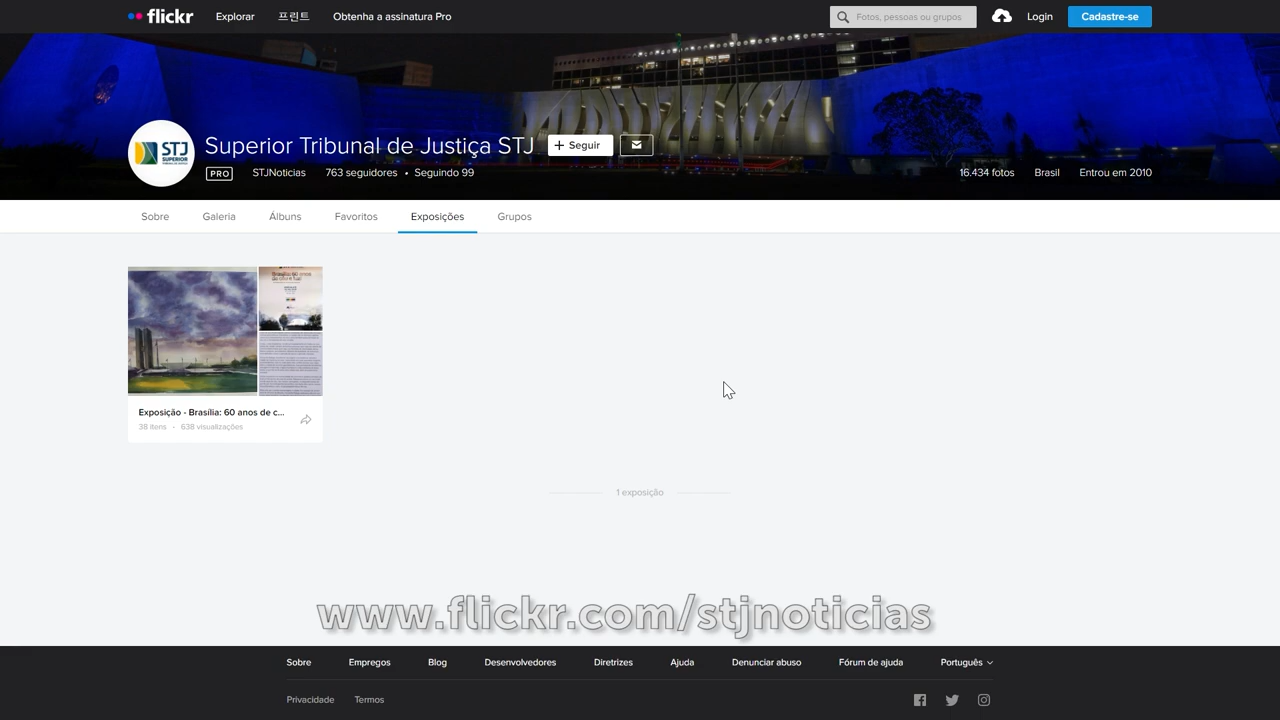 flickr
Explorar
프린트
Obtenha a assinatura Pro
Fotos, pessoas ou grupos
Login
Cadastre-se
STJ
SUPERIOR
Superior Tribunal de Justiça STJ
+ Seguir
PRO
STJNoticias
763 seguidores • Seguindo 99
16.434 fotos
Brasil
Entrou em 2010
Sobre
Galeria
Álbuns
Favoritos
Exposições
Grupos
Exposição - Brasília: 60 anos de c...
38 itens · 638 visualizações
1 exposição
www.flickr.com/stjnoticias
Sobre
Empregos
Blog
Desenvolvedores
Diretrizes
Ajuda
Denunciar abuso
Fórum de ajuda
Português
Privacidade
Termos